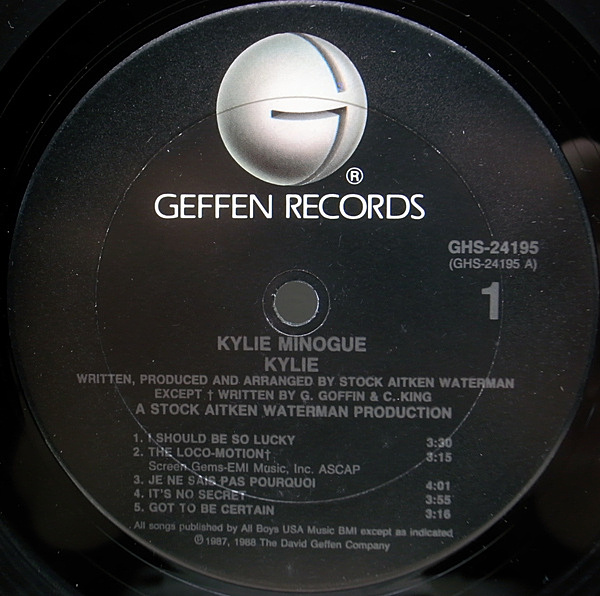 ®
GEFFEN RECORDS
GHS-24195
(GHS-24195 A)
1
KYLIE MINOGUE
KYLIE
WRITTEN, PRODUCED AND ARRANGED BY STOCK AITKEN WATERMAN
EXCEPT † WRITTEN BY G. GOFFIN & C. KING
A STOCK AITKEN WATERMAN PRODUCTION
1. I SHOULD BE SO LUCKY 3:30
2. THE LOCO-MOTION† 3:15
Screen Gems-EMI Music, Inc. ASCAP
3. JE NE SAIS PAS POURQUOI 4:01
4. IT'S NO SECRET 3:55
5. GOT TO BE CERTAIN 3:16
All songs published by All Boys USA Music BMI except as indicated
℗ 1987, 1988 The David Geffen Company